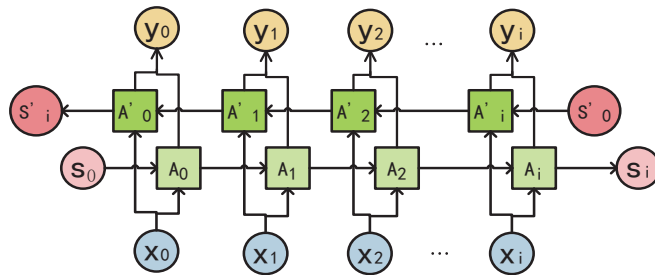 y₀ y₁ y₂ ... yᵢ
S'ᵢ A'₀ A'₁ A'₂ A'ᵢ S'₀
s₀ A₀ A₁ A₂ Aᵢ sᵢ
x₀ x₁ x₂ ... xᵢ